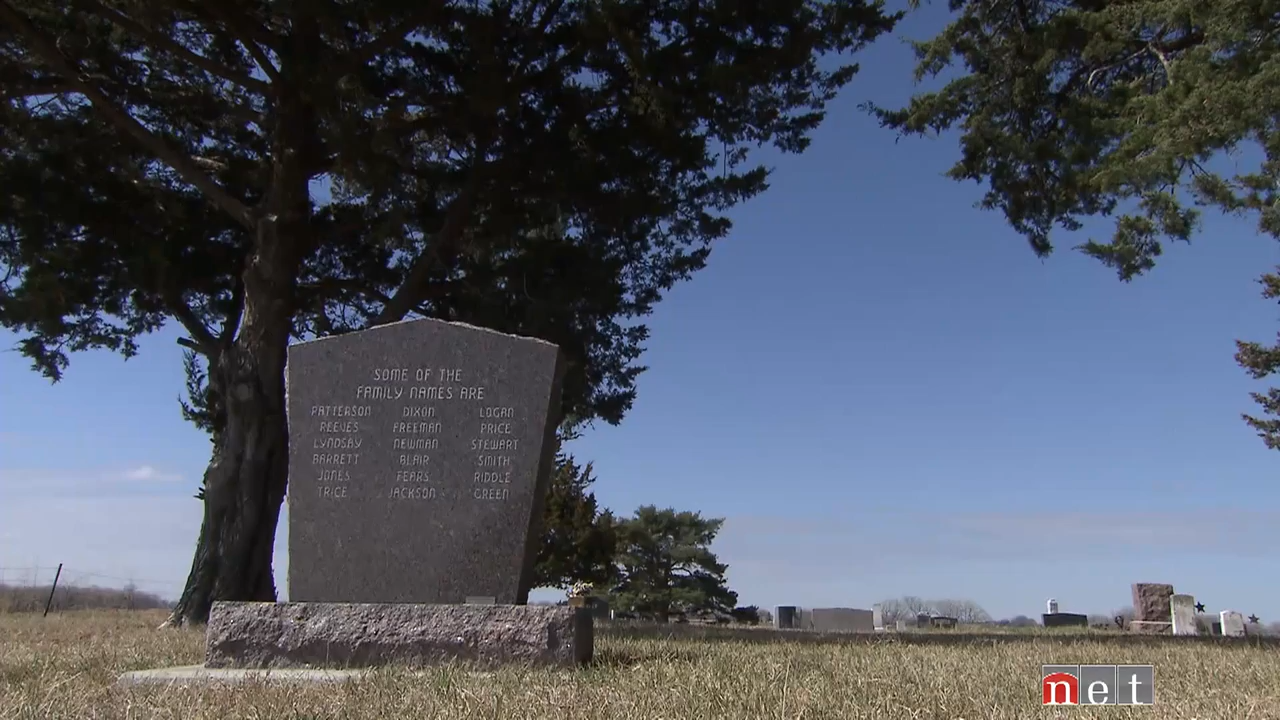 SOME OF THE
FAMILY NAMES ARE
PATTERSON DIXON LOGAN
REEVES FREEMAN PRICE
LYNDSAY NEWMAN STEWART
BARRETT BLAIR SMITH
JONES FEARS RIDDLE
TRICE JACKSON GREEN
net